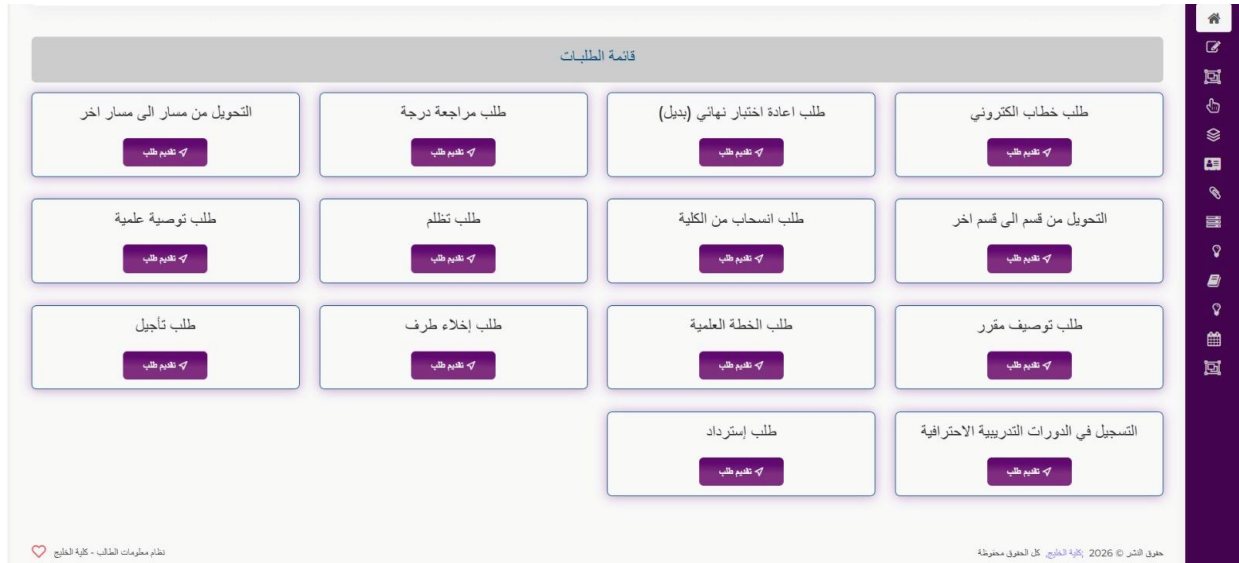 قائمة الطلبات
طلب خطاب الكتروني
تقديم طلب
طلب اعادة اختبار نهائي (بديل)
تقديم طلب
طلب مراجعة درجة
تقديم طلب
التحويل من مسار الى مسار اخر
تقديم طلب
التحويل من قسم الى قسم اخر
تقديم طلب
طلب انسحاب من الكلية
تقديم طلب
طلب تظلم
تقديم طلب
طلب توصية علمية
تقديم طلب
طلب توصيف مقرر
تقديم طلب
طلب الخطة العلمية
تقديم طلب
طلب إخلاء طرف
تقديم طلب
طلب تأجيل
تقديم طلب
التسجيل في الدورات التدريبية الاحترافية
تقديم طلب
طلب إسترداد
تقديم طلب
حقوق النشر © 2026 ;كلية الخليج. كل الحقوق محفوظة
نظام معلومات الطالب - كلية الخليج